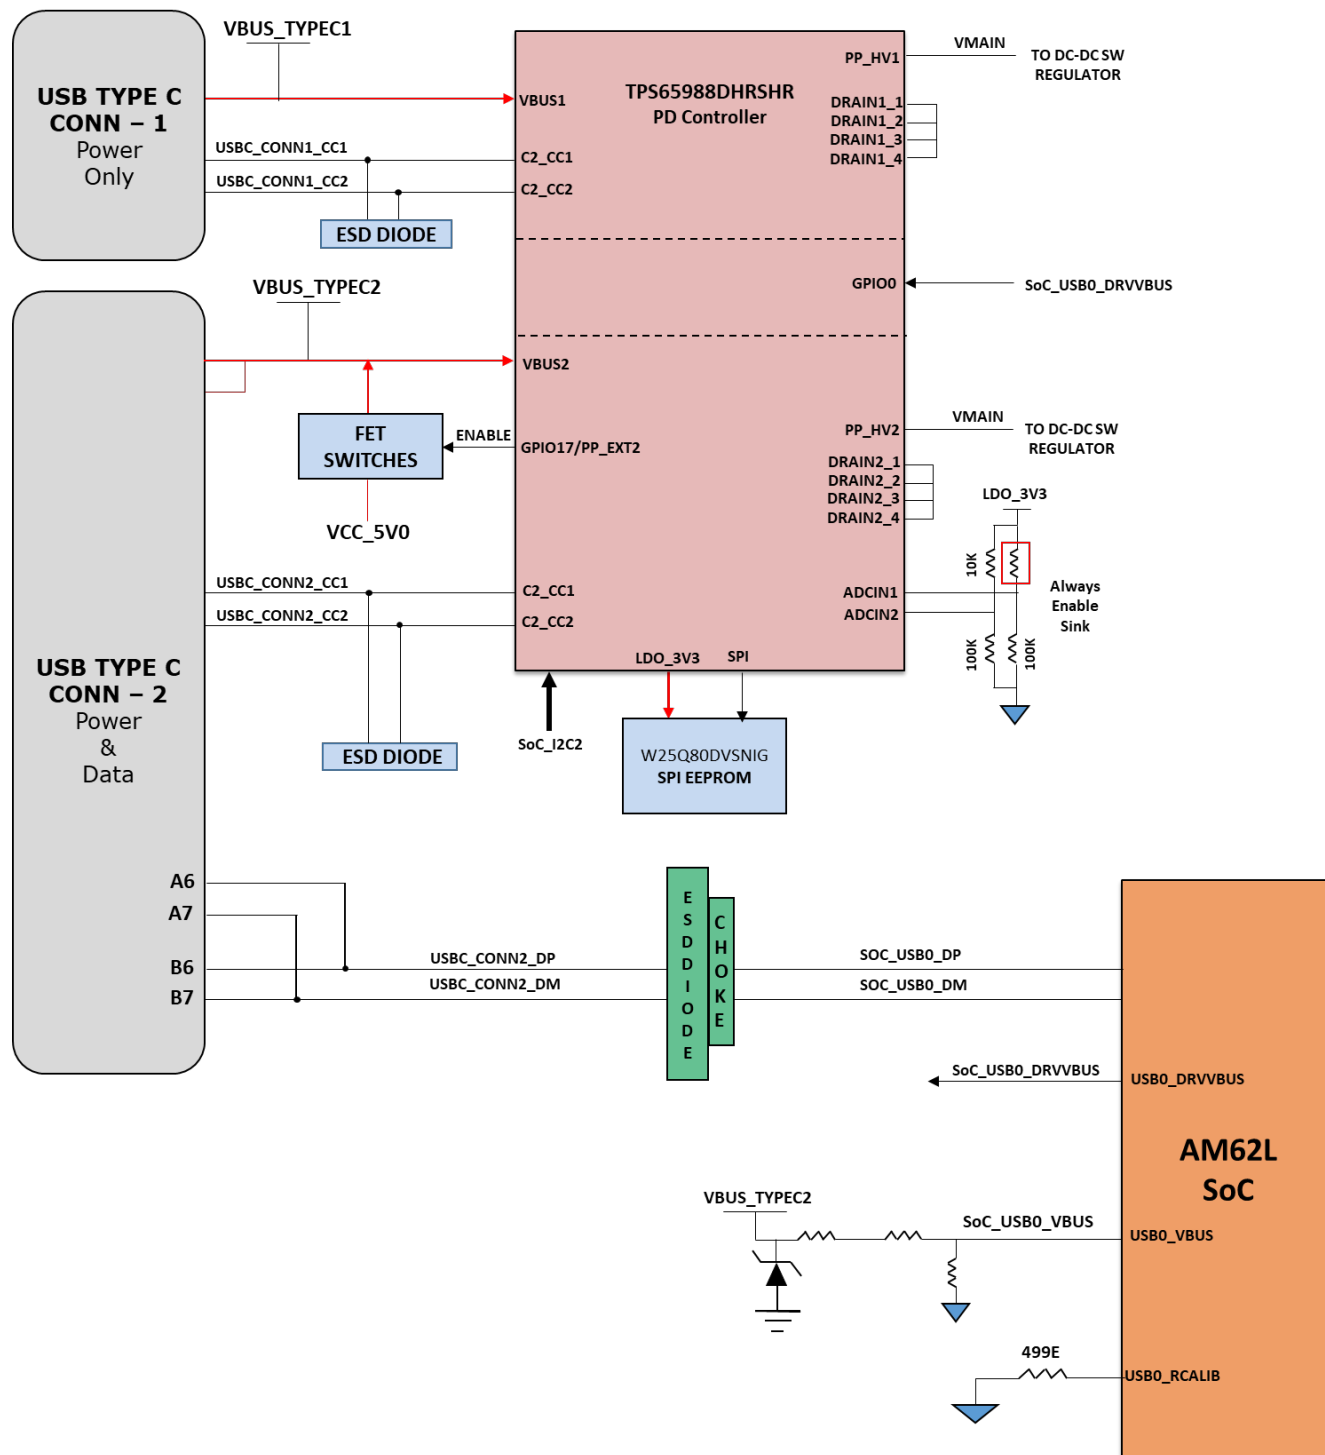 VBUS_TYPEC1
USB TYPE C
CONN – 1
Power
Only
USBC_CONN1_CC1
USBC_CONN1_CC2
ESD DIODE
VBUS1
C2_CC1
C2_CC2
TPS65988DHRSHR
PD Controller
PP_HV1
VMAIN
TO DC-DC SW
REGULATOR
DRAIN1_1
DRAIN1_2
DRAIN1_3
DRAIN1_4
GPIO0
SoC_USB0_DRVVBUS
VBUS_TYPEC2
VBUS2
FET
SWITCHES
ENABLE
GPIO17/PP_EXT2
VCC_5V0
PP_HV2
VMAIN
TO DC-DC SW
REGULATOR
DRAIN2_1
DRAIN2_2
DRAIN2_3
DRAIN2_4
LDO_3V3
10K
ADCIN1
ADCIN2
Always
Enable
Sink
100K
100K
USBC_CONN2_CC1
USBC_CONN2_CC2
C2_CC1
C2_CC2
USB TYPE C
CONN – 2
Power
&
Data
ESD DIODE
LDO_3V3
SPI
SoC_I2C2
W25Q80DVSNIG
SPI EEPROM
A6
A7
B6
B7
USBC_CONN2_DP
USBC_CONN2_DM
ESDDIODE
CHOKE
SOC_USB0_DP
SOC_USB0_DM
SoC_USB0_DRVVBUS
USB0_DRVVBUS
AM62L
SoC
VBUS_TYPEC2
SoC_USB0_VBUS
USB0_VBUS
499E
USB0_RCALIB